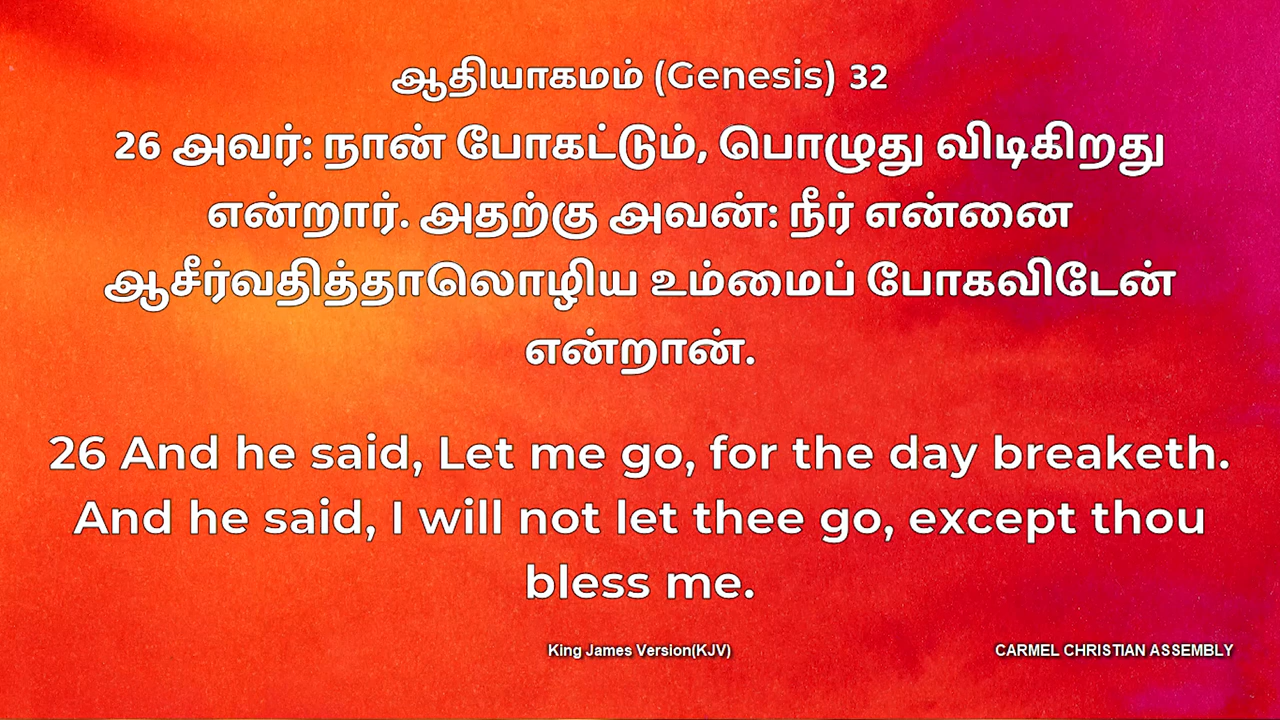 ஆதியாகமம் (Genesis) 32
26 அவர்: நான் போகட்டும், பொழுது விடிகிறது
என்றார். அதற்கு அவன்: நீர் என்னை
ஆசீர்வதித்தாலொழிய உம்மைப் போகவிடேன்
என்றான்.
26 And he said, Let me go, for the day breaketh.
And he said, I will not let thee go, except thou
bless me.
King James Version(KJV)
CARMEL CHRISTIAN ASSEMBLY